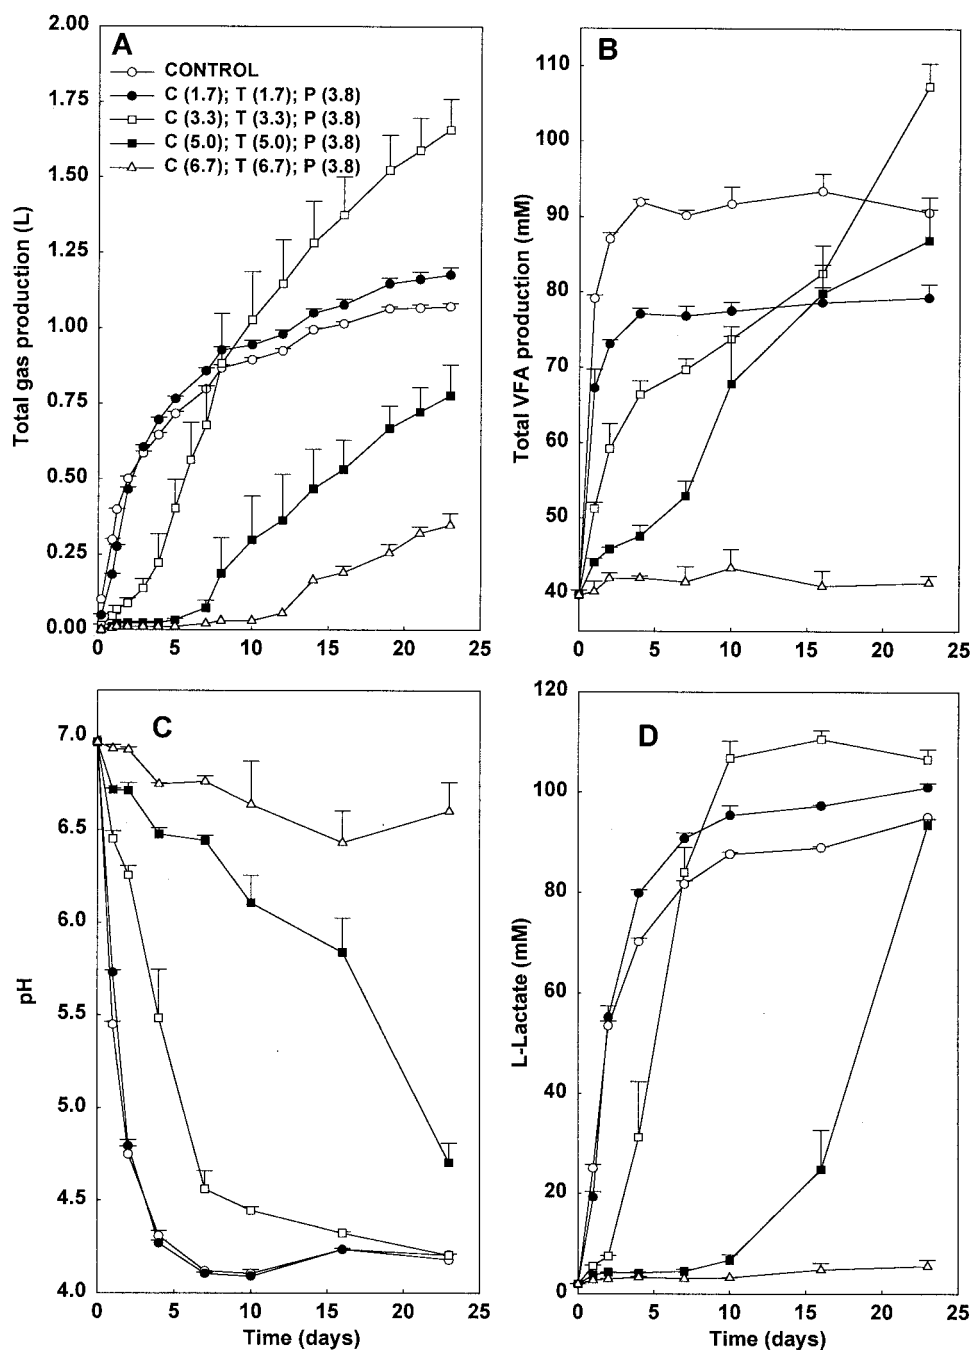 A
CONTROL
C (1.7); T (1.7); P (3.8)
C (3.3); T (3.3); P (3.8)
C (5.0); T (5.0); P (3.8)
C (6.7); T (6.7); P (3.8)
Total gas production (L)
2.00
1.75
1.50
1.25
1.00
0.75
0.50
0.25
0.00
0 5 10 15 20 25
B
Total VFA production (mM)
110
100
90
80
70
60
50
40
0 5 10 15 20 25
C
pH
7.0
6.5
6.0
5.5
5.0
4.5
4.0
0 5 10 15 20 25
Time (days)
D
L-Lactate (mM)
120
100
80
60
40
20
0
0 5 10 15 20 25
Time (days)